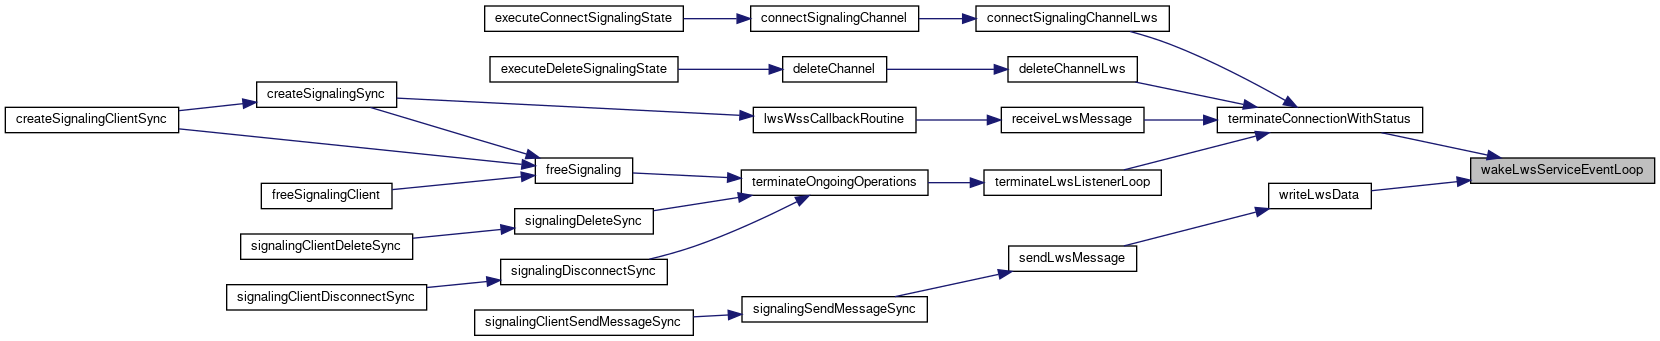 executeConnectSignalingState
connectSignalingChannel
connectSignalingChannelLws
executeDeleteSignalingState
deleteChannel
deleteChannelLws
createSignalingSync
createSignalingClientSync
lwsWssCallbackRoutine
receiveLwsMessage
terminateConnectionWithStatus
freeSignaling
wakeLwsServiceEventLoop
freeSignalingClient
terminateOngoingOperations
terminateLwsListenerLoop
writeLwsData
signalingDeleteSync
signalingClientDeleteSync
sendLwsMessage
signalingDisconnectSync
signalingClientDisconnectSync
signalingSendMessageSync
signalingClientSendMessageSync